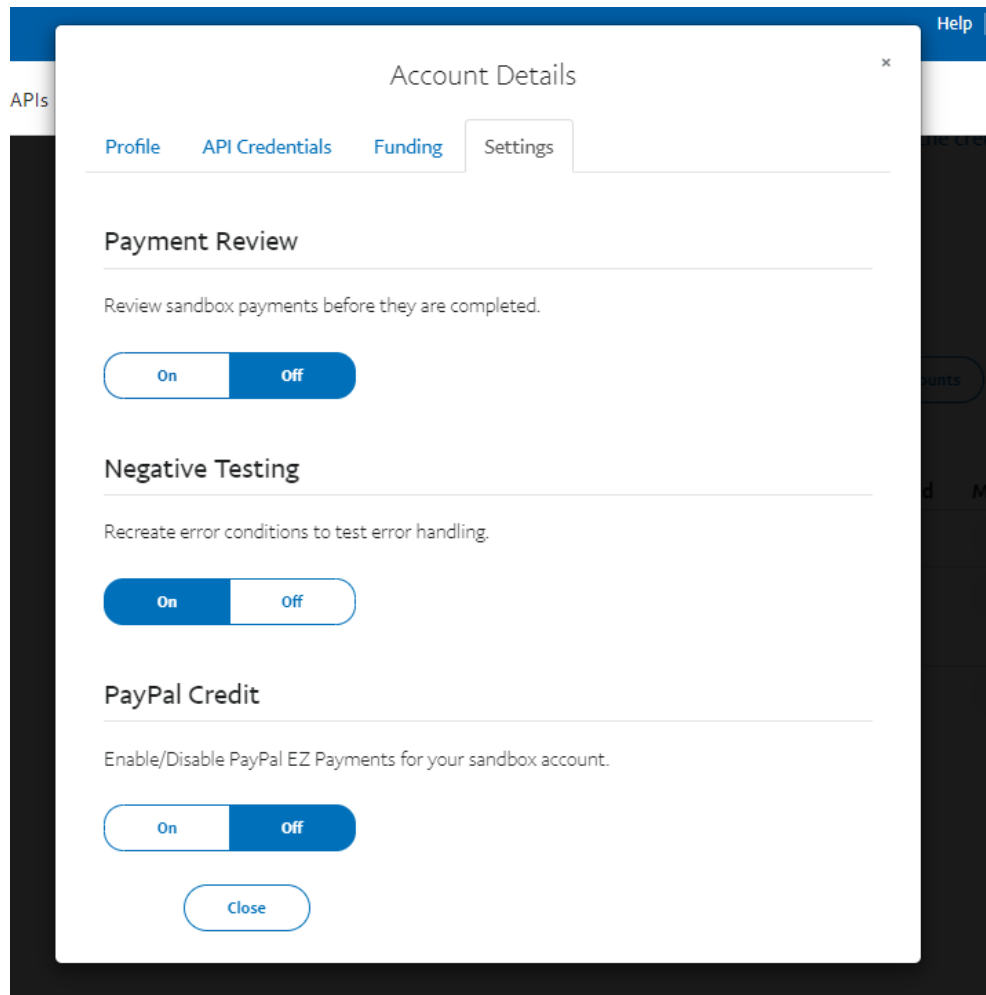 Help
Account Details
×
APIs
Profile API Credentials Funding Settings
Payment Review
Review sandbox payments before they are completed.
On Off
Negative Testing
Recreate error conditions to test error handling.
On Off
PayPal Credit
Enable/Disable PayPal EZ Payments for your sandbox account.
On Off
Close